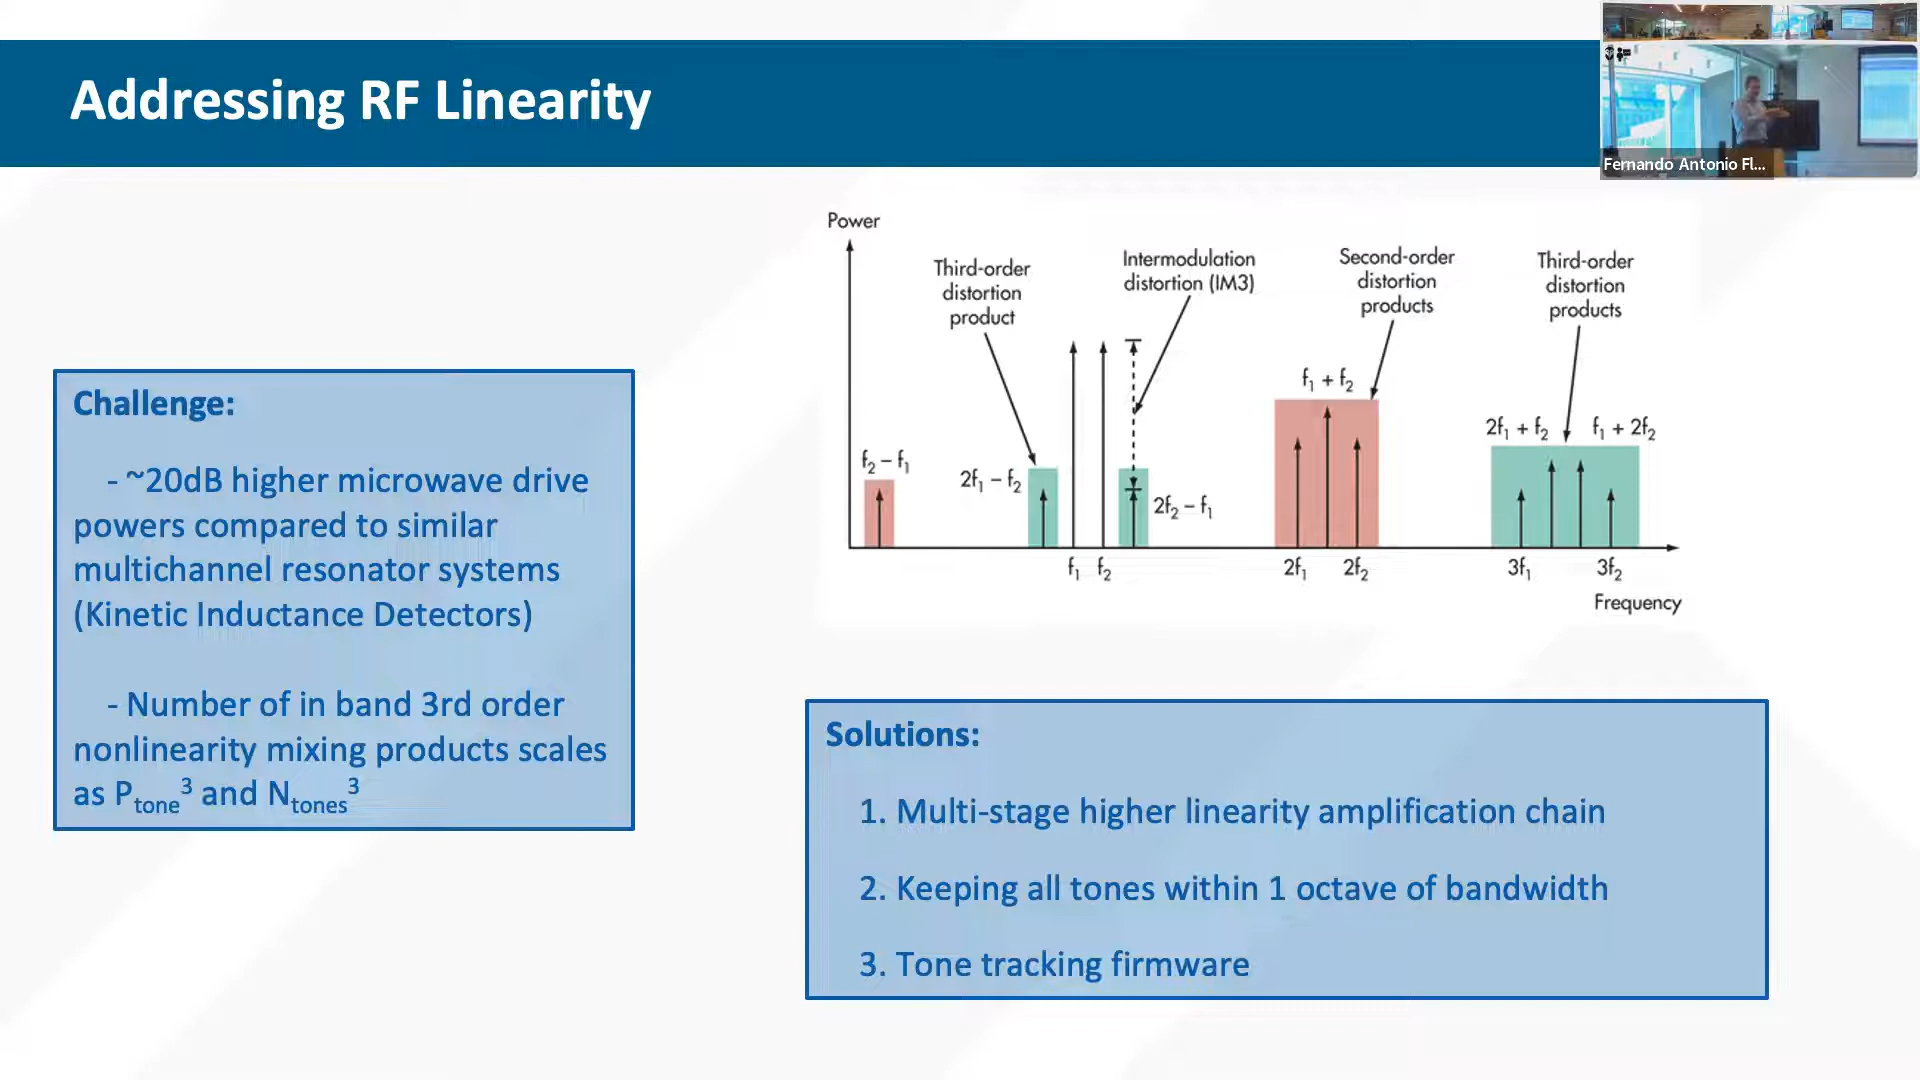 Addressing RF Linearity
Fernando Antonio Fl...
Challenge:
- ~20dB higher microwave drive
powers compared to similar
multichannel resonator systems
(Kinetic Inductance Detectors)
- Number of in band 3rd order
nonlinearity mixing products scales
as Ptone³ and Ntones³
Power
Third-order
distortion
product
Intermodulation
distortion (IM3)
Second-order
distortion
products
Third-order
distortion
products
f₂ – f₁
2f₁ – f₂
2f₂ – f₁
f₁ + f₂
2f₁ + f₂
f₁ + 2f₂
f₁
f₂
2f₁
2f₂
3f₁
3f₂
Frequency
Solutions:
1. Multi-stage higher linearity amplification chain
2. Keeping all tones within 1 octave of bandwidth
3. Tone tracking firmware